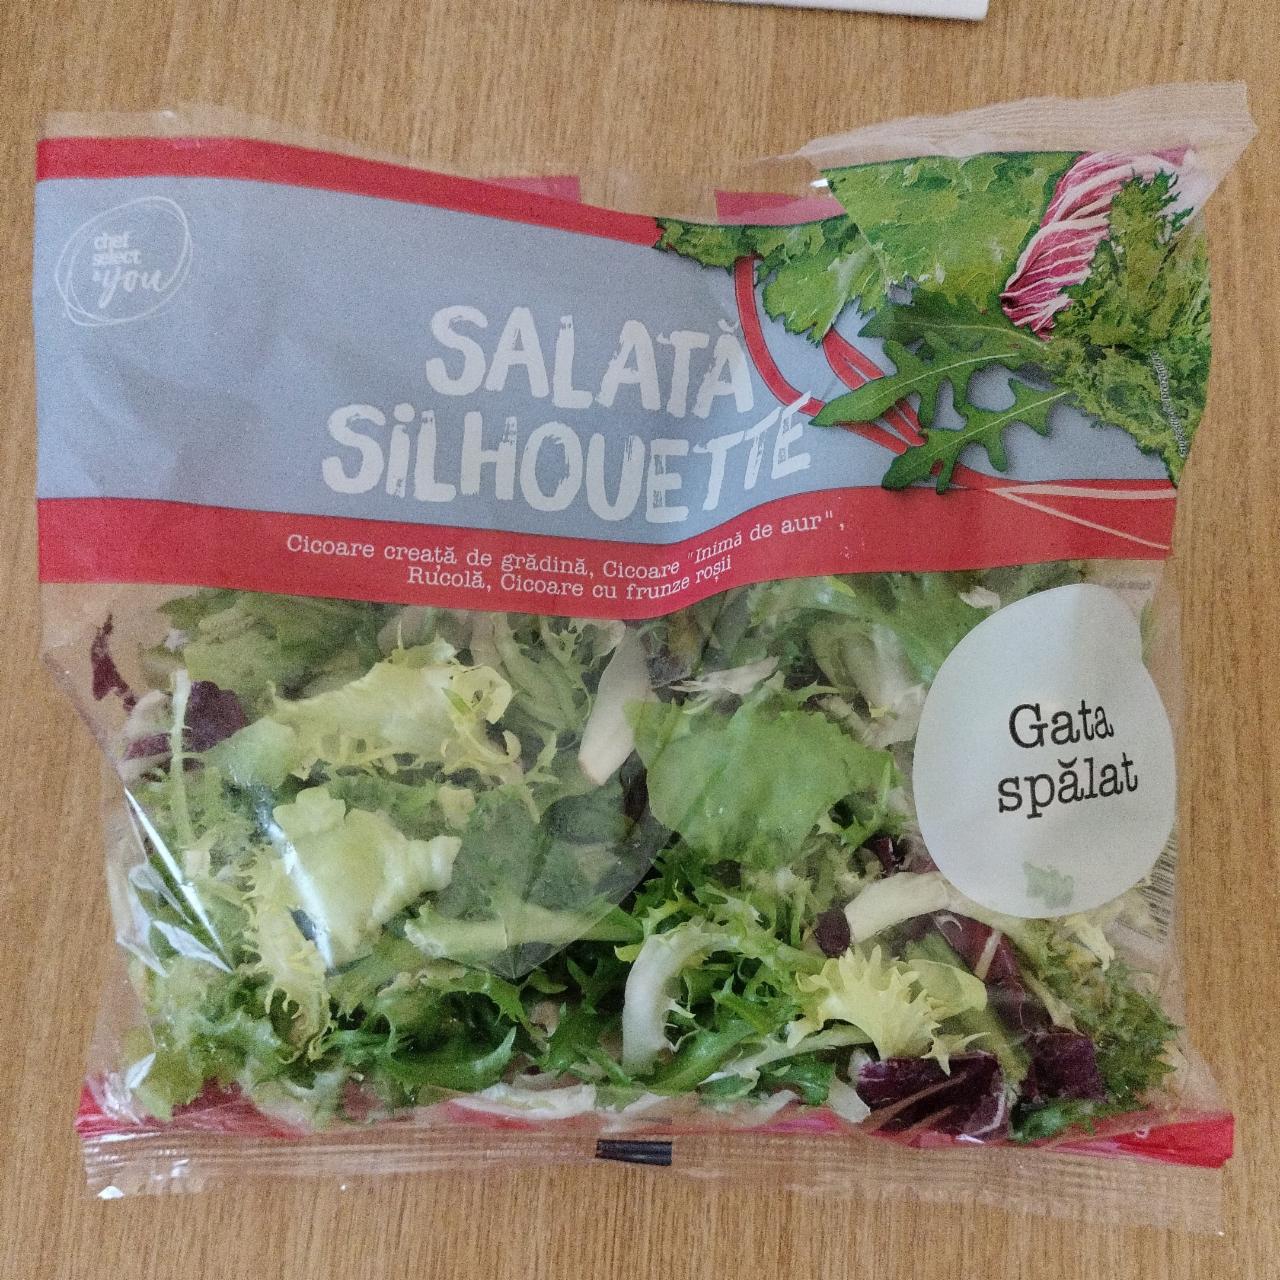 chef
select
& you
SALATĂ
SiLHOUETTE
Cicoare creață de grădină, Cicoare "Inimă de aur",
Rucolă, Cicoare cu frunze roșii
Gata
spălat